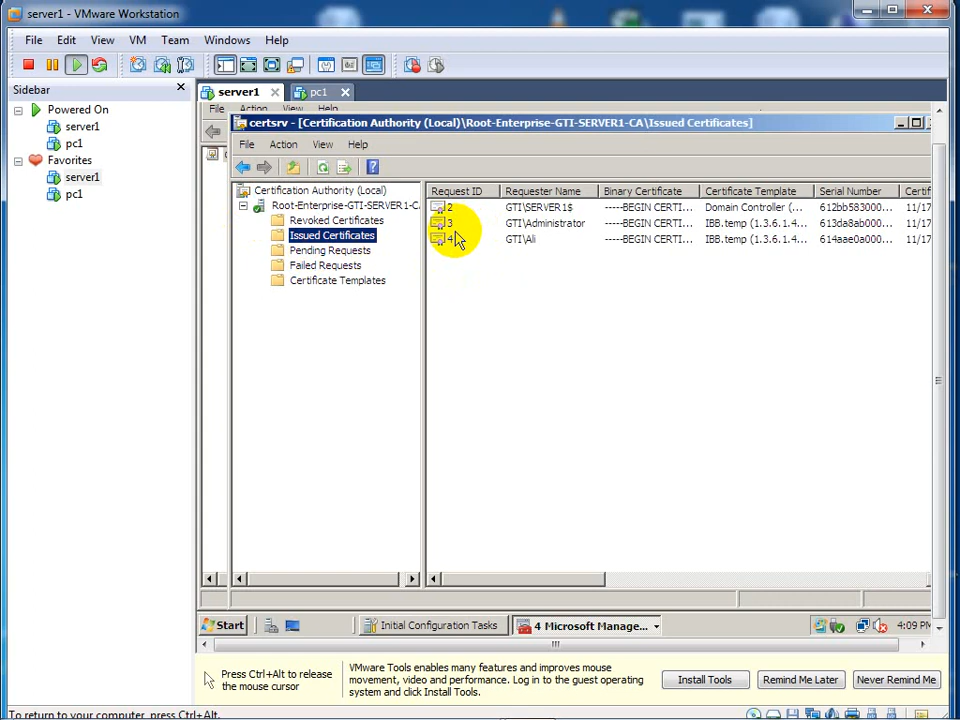 server1 - VMware Workstation
File Edit View VM Team Windows Help
Sidebar
Powered On
server1
pc1
Favorites
server1
pc1
server1 pc1
File Action View Help
certsrv - [Certification Authority (Local)\Root-Enterprise-GTI-SERVER1-CA\Issued Certificates]
File Action View Help
Certification Authority (Local)
Root-Enterprise-GTI-SERVER1-C
Revoked Certificates
Issued Certificates
Pending Requests
Failed Requests
Certificate Templates
Request ID Requester Name Binary Certificate Certificate Template Serial Number Certif
2 GTI\SERVER1$ -----BEGIN CERTI... Domain Controller (... 612bb583000... 11/17
3 GTI\Administrator -----BEGIN CERTI... IBB.temp (1.3.6.1.4... 613da8ab000... 11/17
4 GTI\Ali -----BEGIN CERTI... IBB.temp (1.3.6.1.4... 614aae0a000... 11/17
Start Initial Configuration Tasks 4 Microsoft Manage... 4:09 PM
Press Ctrl+Alt to release
the mouse cursor
VMware Tools enables many features and improves mouse
movement, video and performance. Log in to the guest operating
system and click Install Tools.
Install Tools Remind Me Later Never Remind Me
To return to your computer, press Ctrl+Alt.